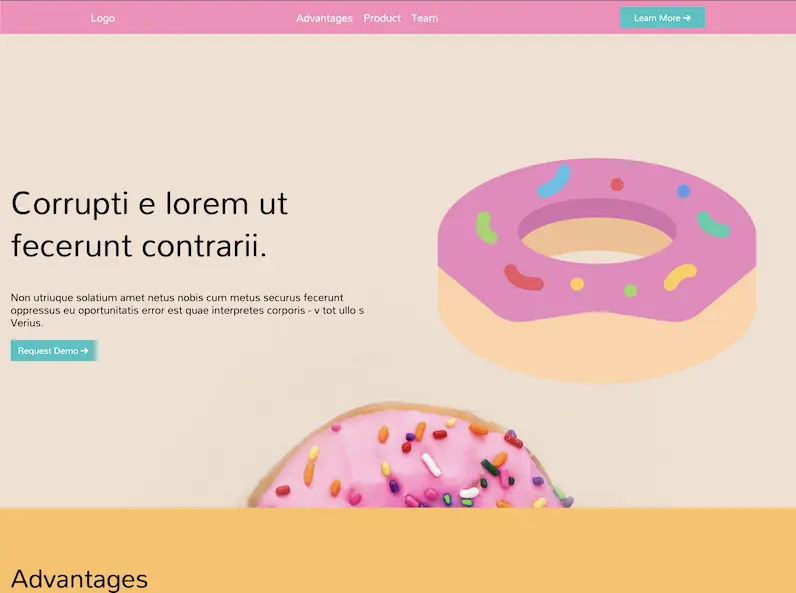 Logo
Advantages Product Team
Learn More →
Corrupti e lorem ut
fecerunt contrarii.
Non utriuque solatium amet netus nobis cum metus securus fecerunt
oppressus eu oportunitatis error est quae interpretes corporis - v tot ullo s
Verius.
Request Demo →
Advantages